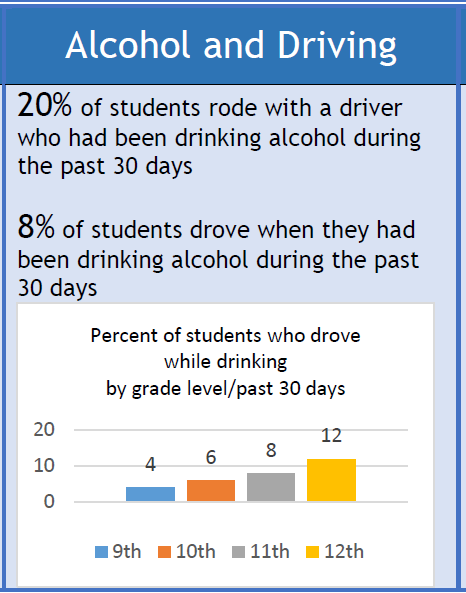 Alcohol and Driving
20% of students rode with a driver
who had been drinking alcohol during
the past 30 days
8% of students drove when they had
been drinking alcohol during the past
30 days
Percent of students who drove
while drinking
by grade level/past 30 days
20
10
0
4
6
8
12
9th 10th 11th 12th